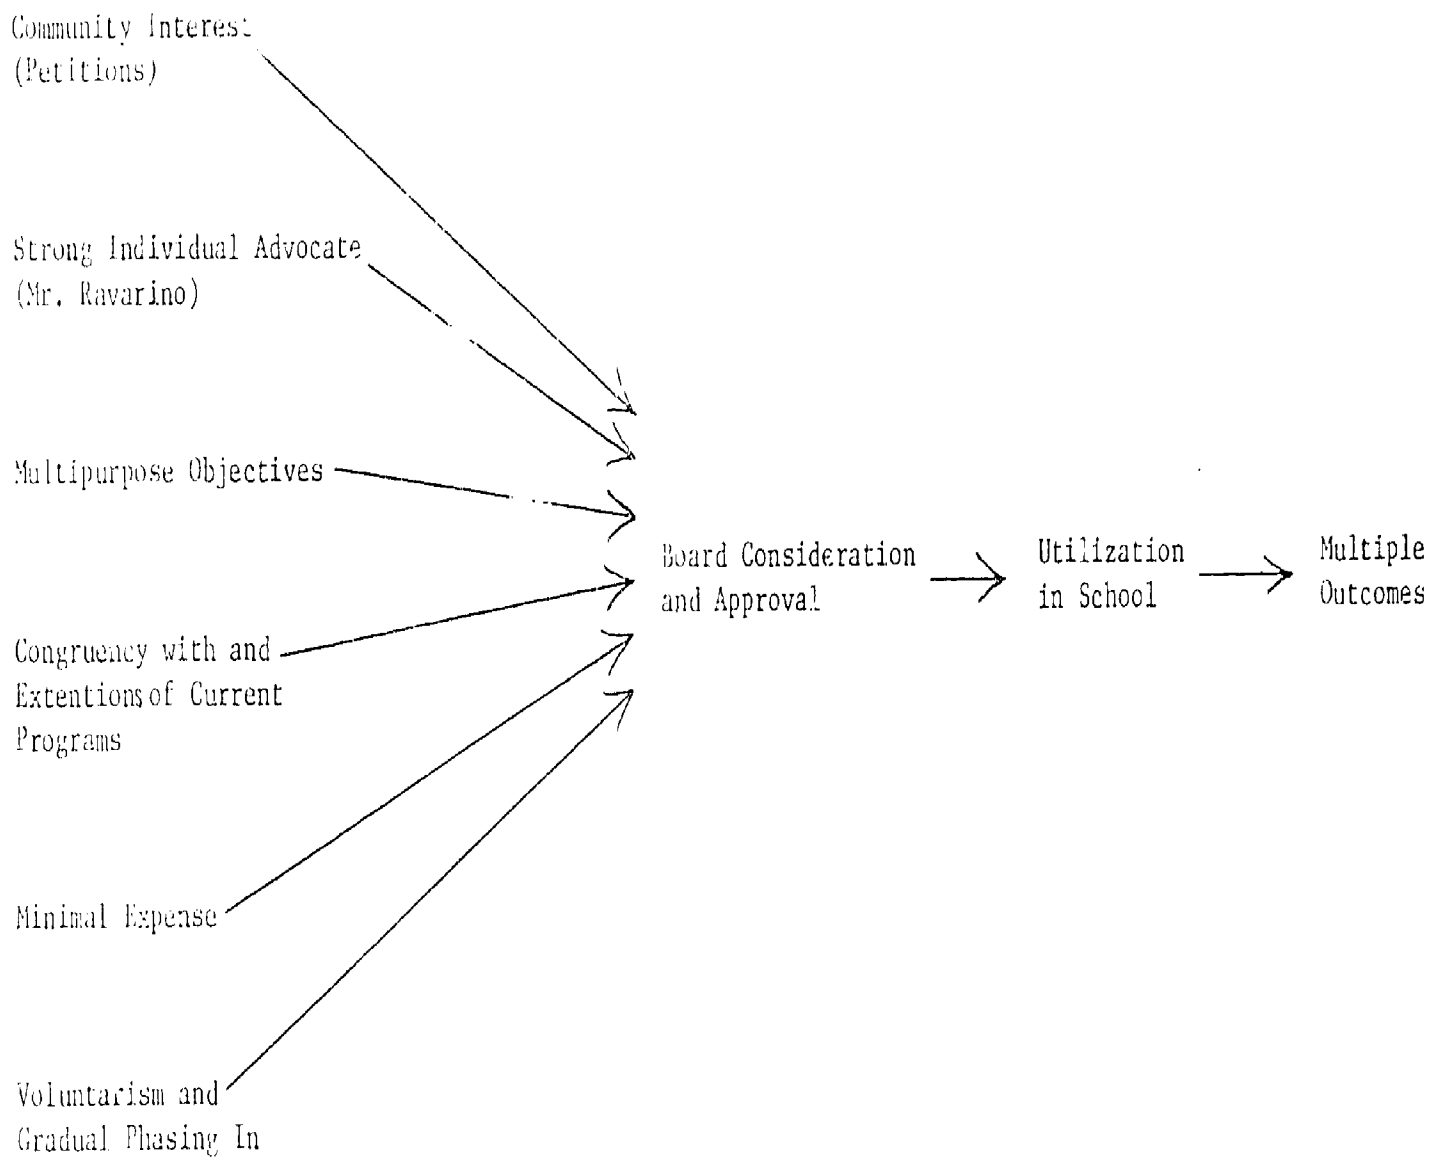 Community Interest
(Petitions)
Strong Individual Advocate
(Mr. Ravarino)
Multipurpose Objectives
Board Consideration
and Approval
Utilization
in School
Multiple
Outcomes
Congruency with and
Extentions of Current
Programs
Minimal Expense
Voluntarism and
Gradual Phasing In